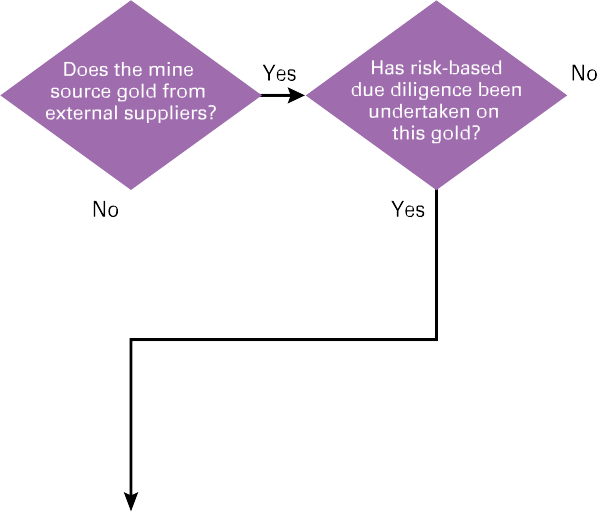 Does the mine
source gold from
external suppliers?
Yes
Has risk-based
due diligence been
undertaken on
this gold?
No
No
Yes